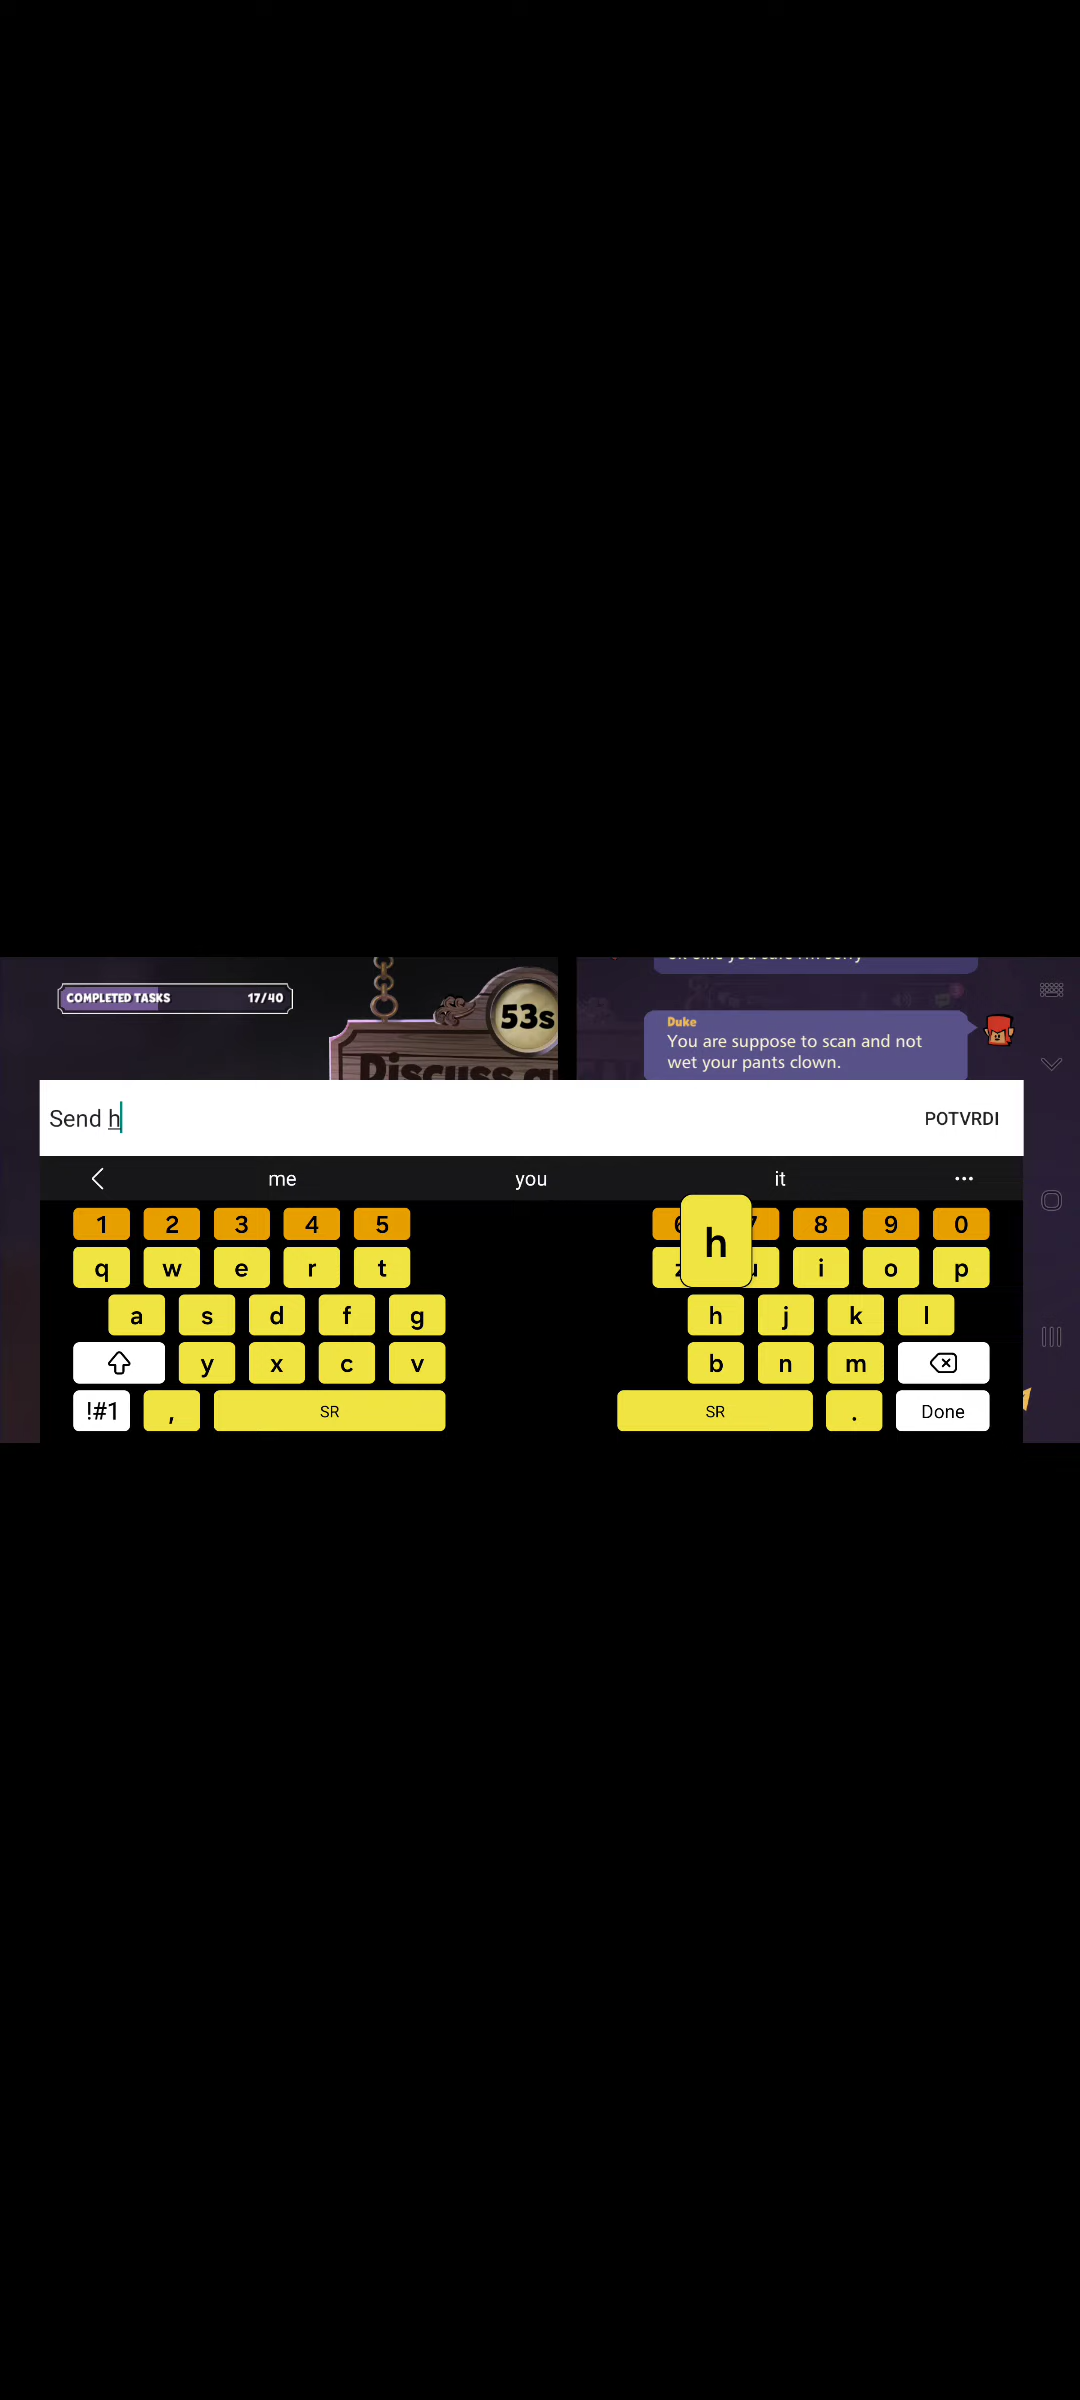 COMPLETED TASKS 17/40
53s
Duke
You are suppose to scan and not
wet your pants clown.
Send h
POTVRDI
me you it ...
1 2 3 4 5 8 9 0
h
q w e r t i o p
a s d f g h j k l
y x c v b n m
!#1 , SR SR . Done